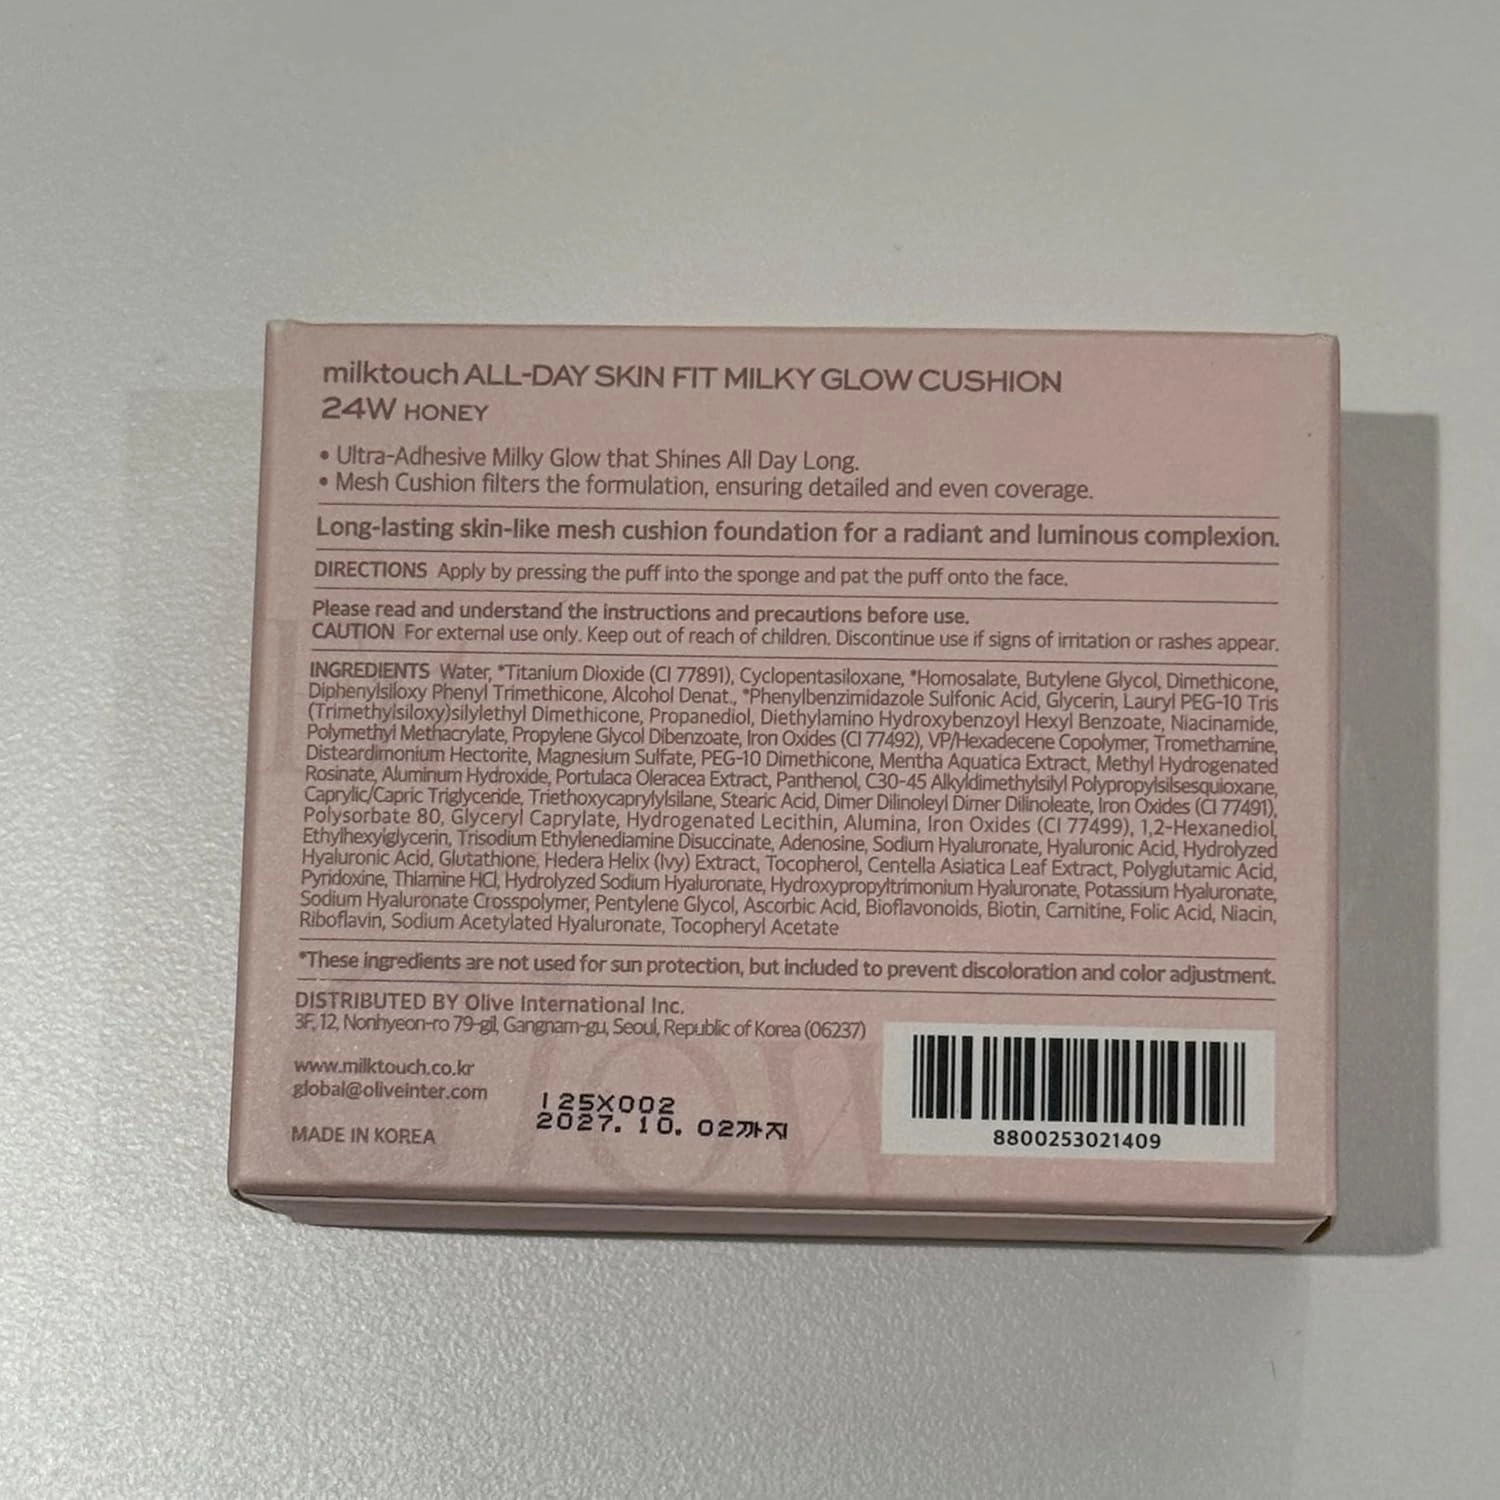 milktouch ALL-DAY SKIN FIT MILKY GLOW CUSHION
24W HONEY
• Ultra-Adhesive Milky Glow that Shines All Day Long.
• Mesh Cushion filters the formulation, ensuring detailed and even coverage.
Long-lasting skin-like mesh cushion foundation for a radiant and luminous complexion.
DIRECTIONS Apply by pressing the puff into the sponge and pat the puff onto the face.
Please read and understand the instructions and precautions before use.
CAUTION For external use only. Keep out of reach of children. Discontinue use if signs of irritation or rashes appear.
INGREDIENTS Water, *Titanium Dioxide (CI 77891), Cyclopentasiloxane, *Homosalate, Butylene Glycol, Dimethicone,
Diphenylsiloxy Phenyl Trimethicone, Alcohol Denat., *Phenylbenzimidazole Sulfonic Acid, Glycerin, Lauryl PEG-10 Tris
(Trimethylsiloxy)silylethyl Dimethicone, Propanediol, Diethylamino Hydroxybenzoyl Hexyl Benzoate, Niacinamide,
Polymethyl Methacrylate, Propylene Glycol Dibenzoate, Iron Oxides (CI 77492), VP/Hexadecene Copolymer, Tromethamine,
Disteardimonium Hectorite, Magnesium Sulfate, PEG-10 Dimethicone, Mentha Aquatica Extract, Methyl Hydrogenated
Rosinate, Aluminum Hydroxide, Portulaca Oleracea Extract, Panthenol, C30-45 Alkyldimethylsilyl Polypropylsilsesquioxane,
Caprylic/Capric Triglyceride, Triethoxycaprylylsilane, Stearic Acid, Dimer Dilinoleyl Dimer Dilinoleate, Iron Oxides (CI 77491),
Polysorbate 80, Glyceryl Caprylate, Hydrogenated Lecithin, Alumina, Iron Oxides (CI 77499), 1,2-Hexanediol,
Ethylhexylglycerin, Trisodium Ethylenediamine Disuccinate, Adenosine, Sodium Hyaluronate, Hyaluronic Acid, Hydrolyzed
Hyaluronic Acid, Glutathione, Hedera Helix (Ivy) Extract, Tocopherol, Centella Asiatica Leaf Extract, Polyglutamic Acid,
Pyridoxine, Thiamine HCl, Hydrolyzed Sodium Hyaluronate, Hydroxypropyltrimonium Hyaluronate, Potassium Hyaluronate,
Sodium Hyaluronate Crosspolymer, Pentylene Glycol, Ascorbic Acid, Bioflavonoids, Biotin, Carnitine, Folic Acid, Niacin,
Riboflavin, Sodium Acetylated Hyaluronate, Tocopheryl Acetate
*These ingredients are not used for sun protection, but included to prevent discoloration and color adjustment.
DISTRIBUTED BY Olive International Inc.
3F, 12, Nonhyeon-ro 79-gil, Gangnam-gu, Seoul, Republic of Korea (06237)
www.milktouch.co.kr
global@oliveinter.com
MADE IN KOREA
125X002
2027. 10. 02까지
8800253021409